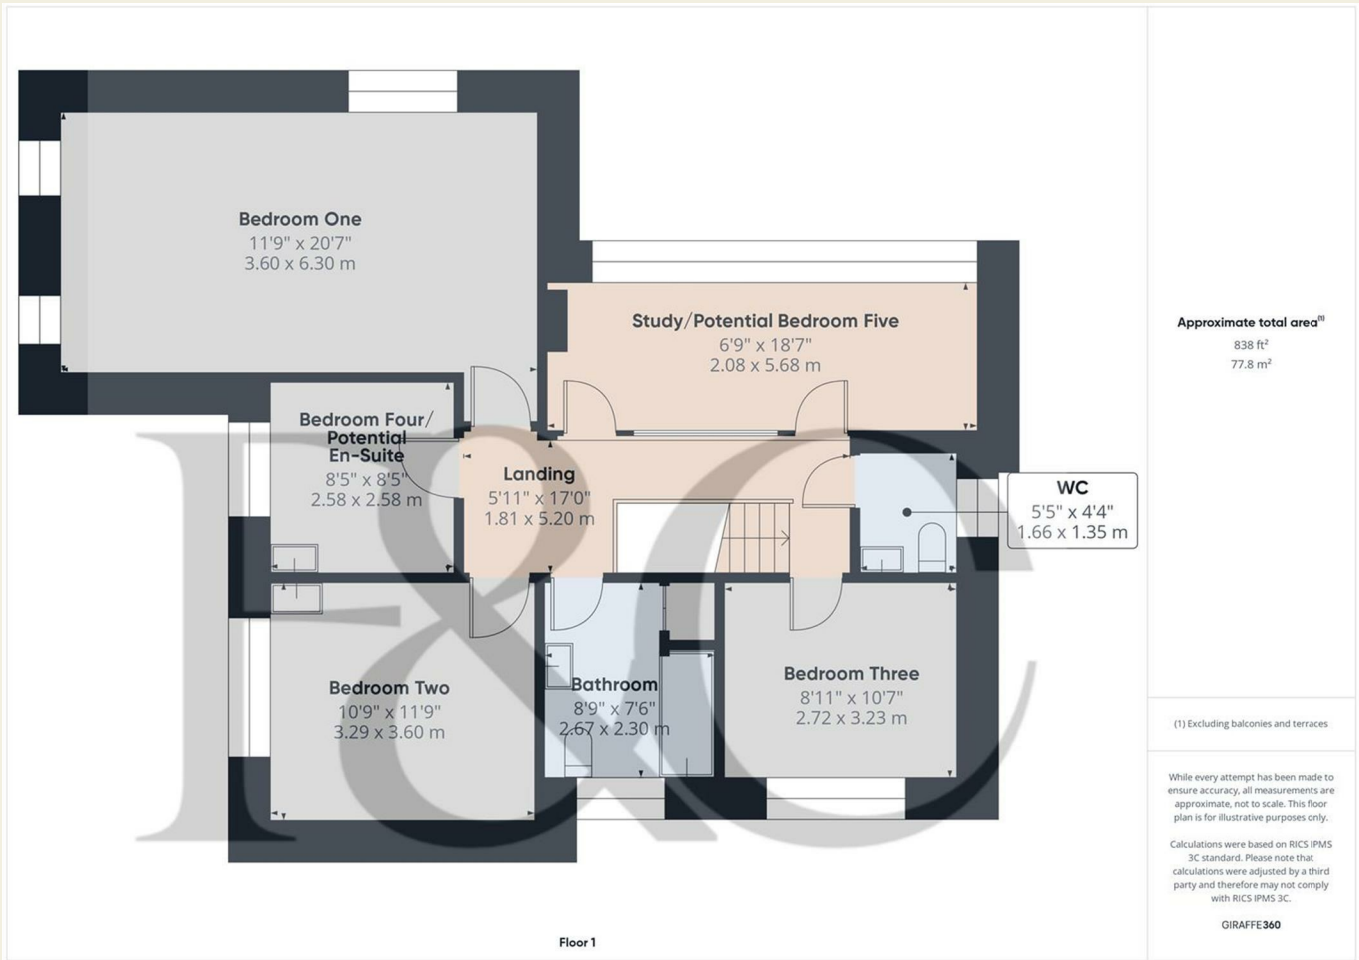 Bedroom One
11'9" x 20'7"
3.60 x 6.30 m
Study/Potential Bedroom Five
6'9" x 18'7"
2.08 x 5.68 m
Bedroom Four/
Potential
En-Suite
8'5" x 8'5"
2.58 x 2.58 m
Landing
5'11" x 17'0"
1.81 x 5.20 m
WC
5'5" x 4'4"
1.66 x 1.35 m
Bedroom Two
10'9" x 11'9"
3.29 x 3.60 m
Bathroom
8'9" x 7'6"
2.67 x 2.30 m
Bedroom Three
8'11" x 10'7"
2.72 x 3.23 m
F&C
Floor 1
Approximate total area(1)
838 ft²
77.8 m²
(1) Excluding balconies and terraces
While every attempt has been made to
ensure accuracy, all measurements are
approximate, not to scale. This floor
plan is for illustrative purposes only.
Calculations were based on RICS IPMS
3C standard. Please note that
calculations were adjusted by a third
party and therefore may not comply
with RICS IPMS 3C.
GIRAFFE360